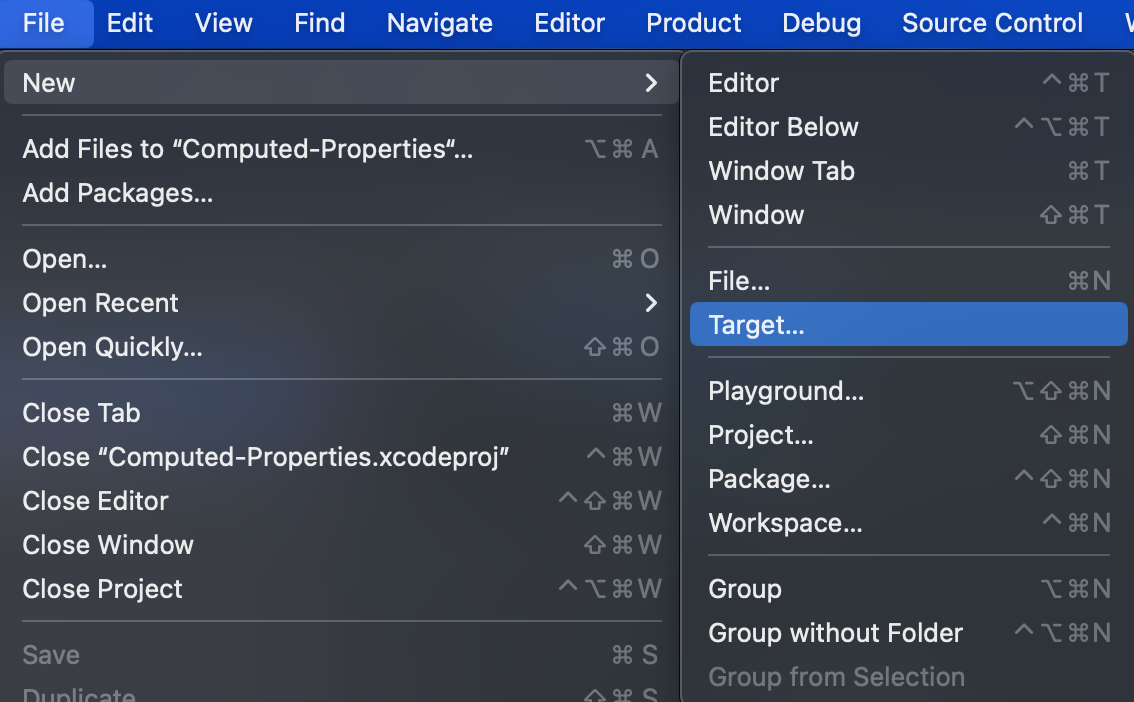 File Edit View Find Navigate Editor Product Debug Source Control
New
Add Files to “Computed-Properties“... ⌥⌘ A
Add Packages...
Open... ⌘ O
Open Recent
Open Quickly... ⇧⌘ O
Close Tab ⌘ W
Close “Computed-Properties.xcodeproj” ^⌘ W
Close Editor ^⇧⌘ W
Close Window ⇧⌘ W
Close Project ^⌥⌘ W
Save ⌘ S
Duplicate ⇧⌘ S
Editor ^⌘ T
Editor Below ^⌥⌘ T
Window Tab ⌘ T
Window ⇧⌘ T
File... ⌘ N
Target...
Playground... ⌥⇧⌘ N
Project... ⇧⌘ N
Package... ^⇧⌘ N
Workspace... ^⌘ N
Group ⌥⌘ N
Group without Folder ^⌥⌘ N
Group from Selection